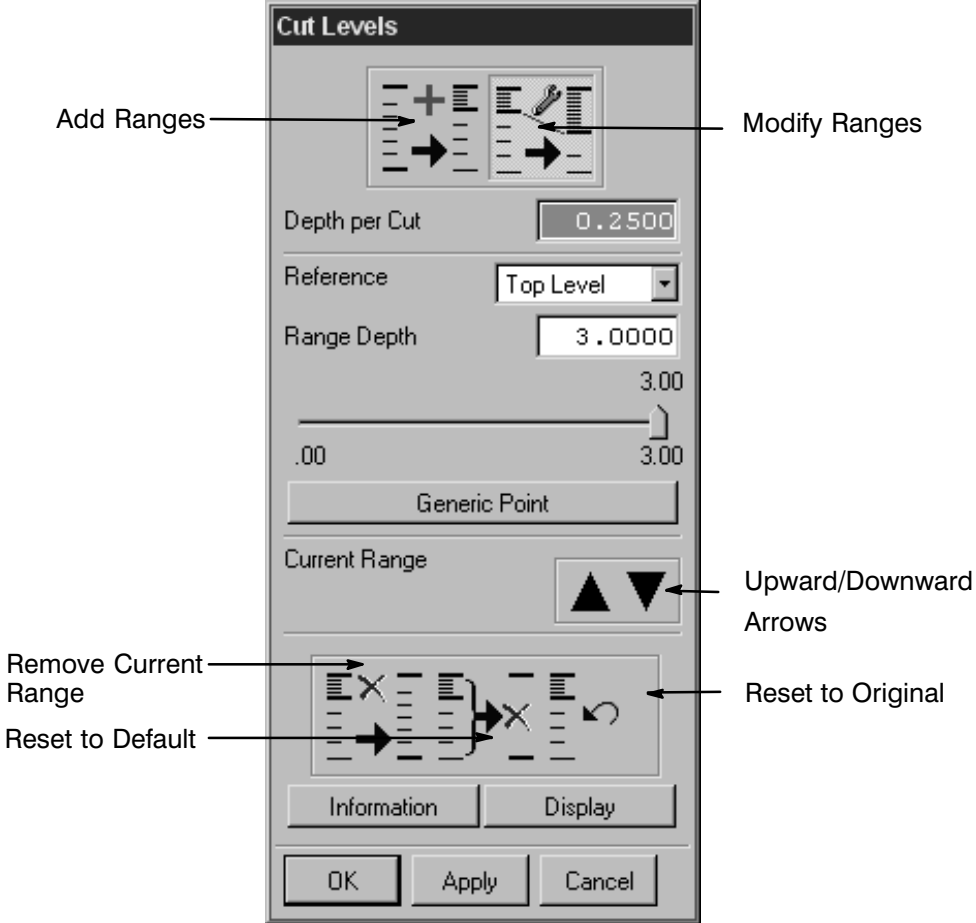 Cut Levels
Add Ranges
Modify Ranges
Depth per Cut 0.2500
Reference Top Level
Range Depth 3.0000
3.00
.00 3.00
Generic Point
Current Range
Upward/Downward
Arrows
Remove Current
Range
Reset to Original
Reset to Default
Information Display
OK Apply Cancel